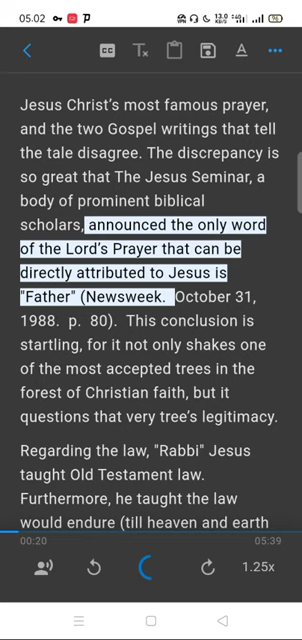 05.02
13.0
KB/S
CC
Jesus Christ's most famous prayer,
and the two Gospel writings that tell
the tale disagree. The discrepancy is
so great that The Jesus Seminar, a
body of prominent biblical
scholars, announced the only word
of the Lord's Prayer that can be
directly attributed to Jesus is
"Father" (Newsweek. October 31,
1988. p. 80). This conclusion is
startling, for it not only shakes one
of the most accepted trees in the
forest of Christian faith, but it
questions that very tree's legitimacy.
Regarding the law, "Rabbi" Jesus
taught Old Testament law.
Furthermore, he taught the law
would endure (till heaven and earth
00:20 05:39
1.25x